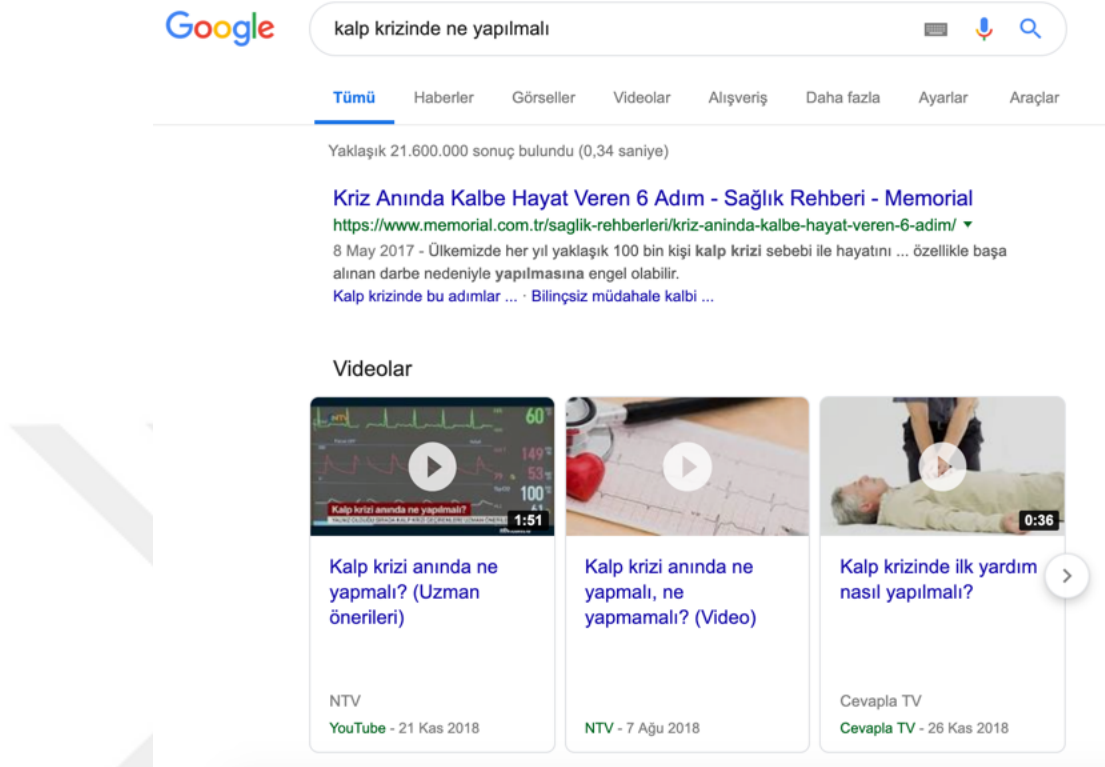 Google
kalp krizinde ne yapılmalı
Tümü Haberler Görseller Videolar Alışveriş Daha fazla Ayarlar Araçlar
Yaklaşık 21.600.000 sonuç bulundu (0,34 saniye)
Kriz Anında Kalbe Hayat Veren 6 Adım - Sağlık Rehberi - Memorial
https://www.memorial.com.tr/saglik-rehberleri/kriz-aninda-kalbe-hayat-veren-6-adim/
8 May 2017 - Ülkemizde her yıl yaklaşık 100 bin kişi kalp krizi sebebi ile hayatını ... özellikle başa
alınan darbe nedeniyle yapılmasına engel olabilir.
Kalp krizinde bu adımlar ... · Bilinçsiz müdahale kalbi ...
Videolar
NTV
60
149
53
100
Kalp krizi anında ne yapılmalı?
1:51
0:36
Kalp krizi anında ne
yapmalı? (Uzman
önerileri)
NTV
YouTube - 21 Kas 2018
Kalp krizi anında ne
yapmalı, ne
yapmamalı? (Video)
NTV - 7 Ağu 2018
Kalp krizinde ilk yardım
nasıl yapılmalı?
Cevapla TV
Cevapla TV - 26 Kas 2018